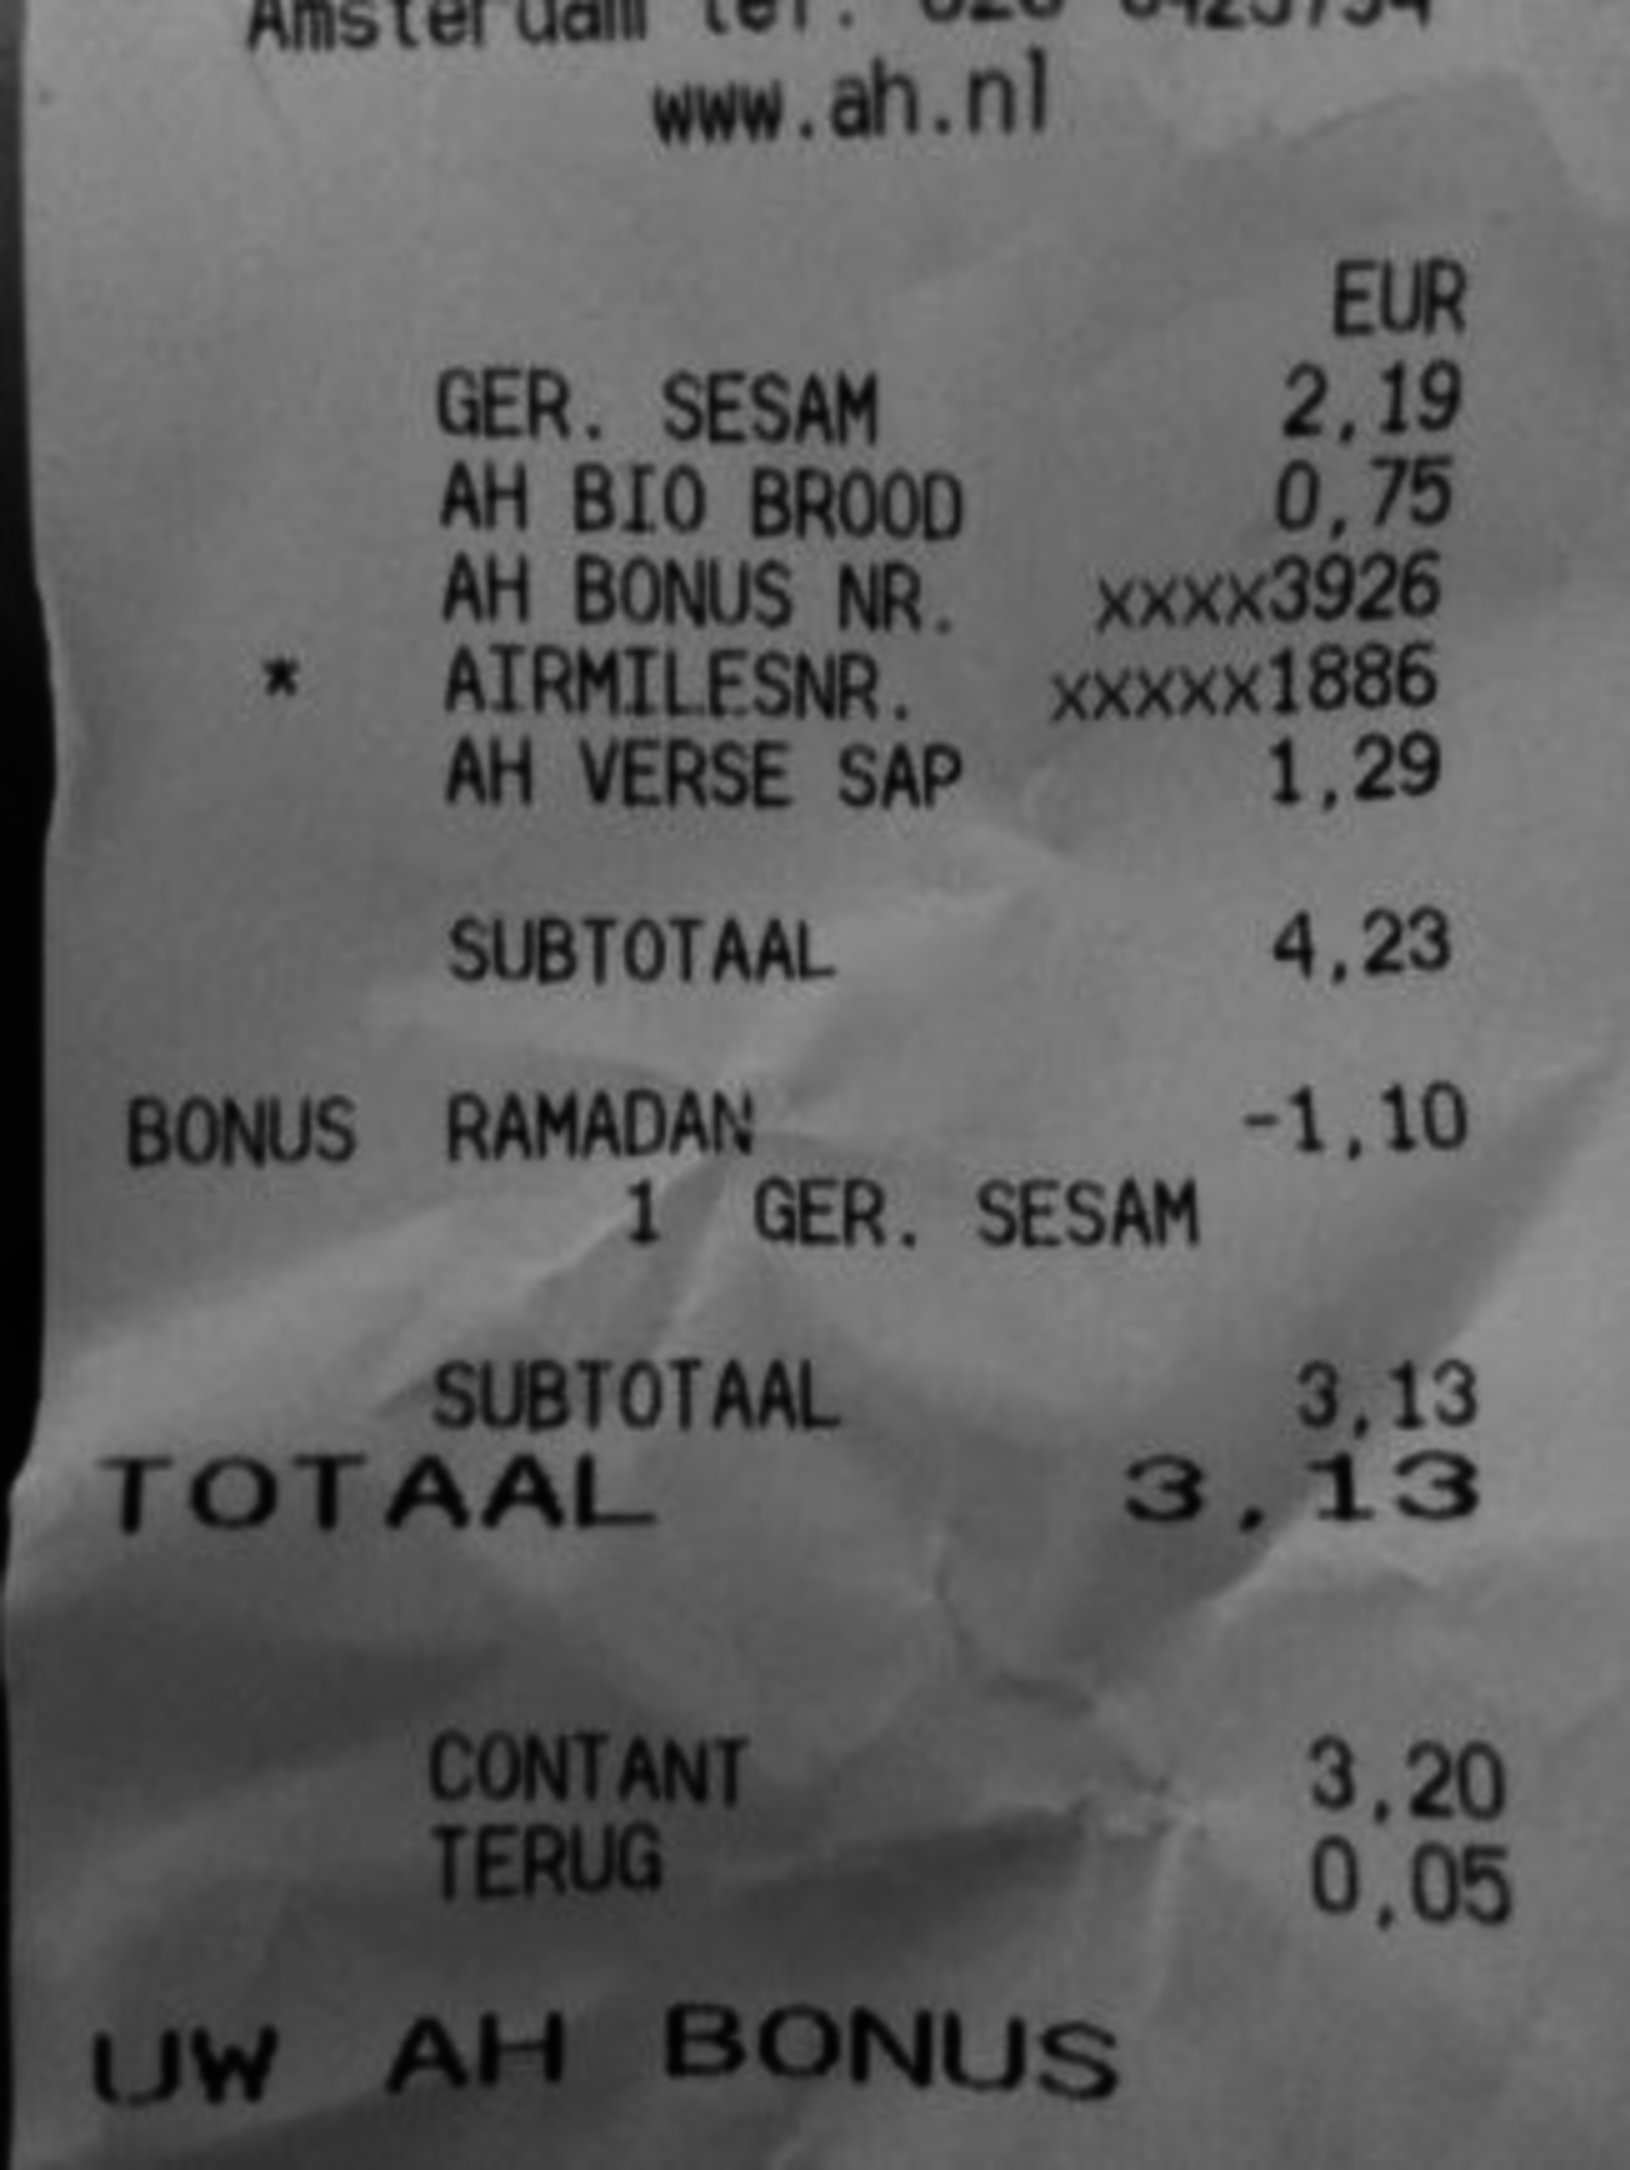 Amsterdam tel. 020
www.ah.nl
EUR
GER. SESAM 2,19
AH BIO BROOD 0,75
AH BONUS NR. xxxx3926
* AIRMILESNR. xxxxx1886
AH VERSE SAP 1,29
SUBTOTAAL 4,23
BONUS RAMADAN -1,10
1 GER. SESAM
SUBTOTAAL 3,13
TOTAAL 3,13
CONTANT 3,20
TERUG 0,05
UW AH BONUS